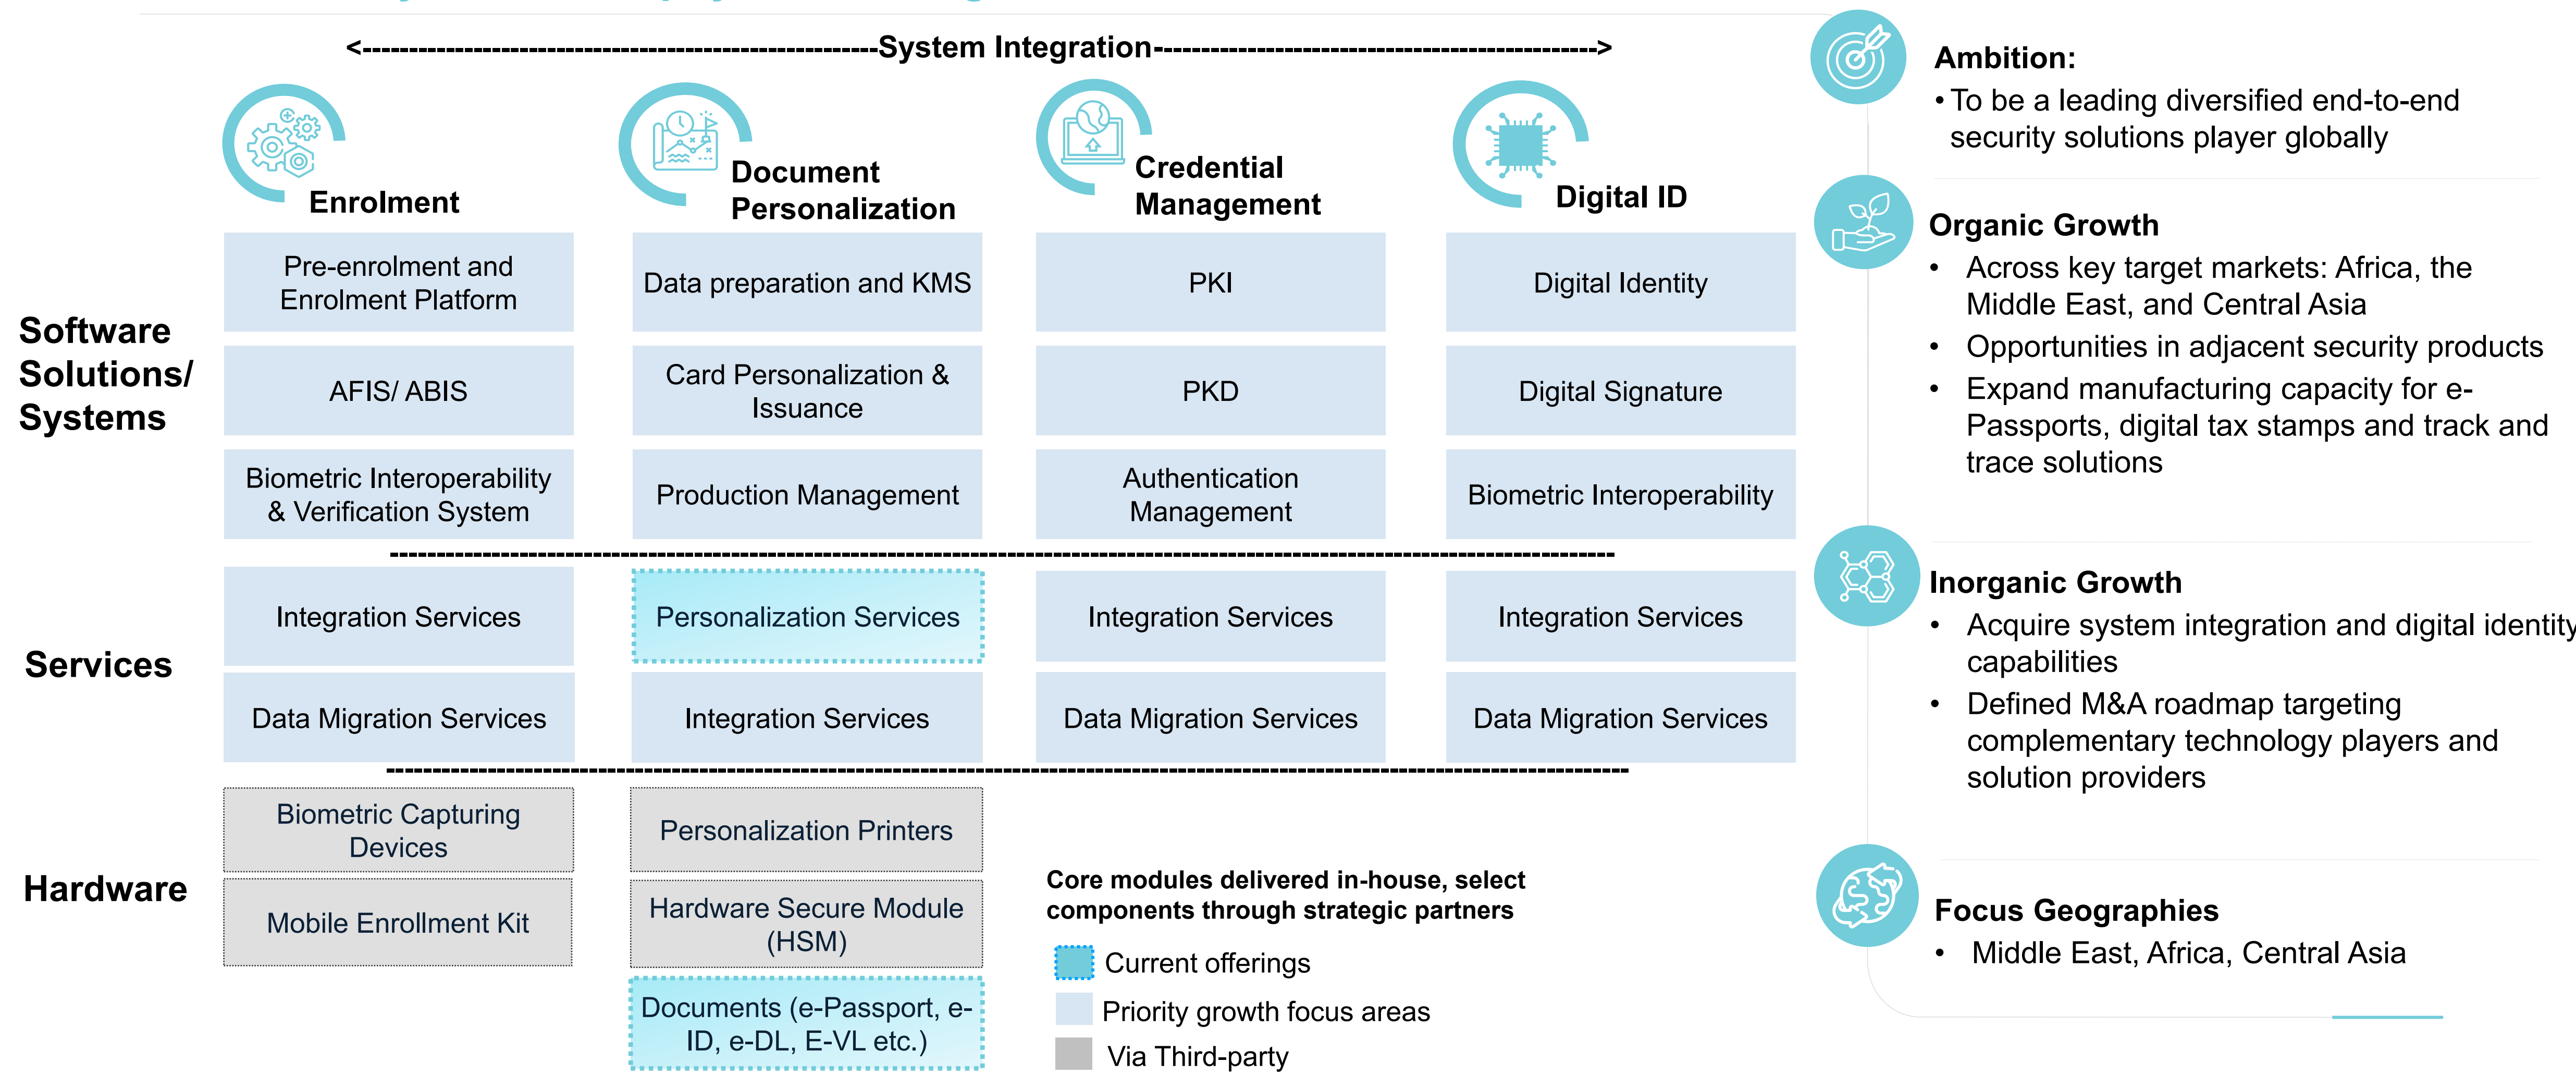 <--------------------System Integration-------------------->
Enrolment
Document
Personalization
Credential
Management
Digital ID
Software
Solutions/
Systems
Pre-enrolment and
Enrolment Platform
Data preparation and KMS
PKI
Digital Identity
AFIS/ ABIS
Card Personalization &
Issuance
PKD
Digital Signature
Biometric Interoperability
& Verification System
Production Management
Authentication
Management
Biometric Interoperability
Services
Integration Services
Personalization Services
Integration Services
Integration Services
Data Migration Services
Integration Services
Data Migration Services
Data Migration Services
Hardware
Biometric Capturing
Devices
Personalization Printers
Mobile Enrollment Kit
Hardware Secure Module
(HSM)
Documents (e-Passport, e-
ID, e-DL, E-VL etc.)
Core modules delivered in-house, select
components through strategic partners
Current offerings
Priority growth focus areas
Via Third-party
Ambition:
• To be a leading diversified end-to-end
security solutions player globally
Organic Growth
• Across key target markets: Africa, the
Middle East, and Central Asia
• Opportunities in adjacent security products
• Expand manufacturing capacity for e-
Passports, digital tax stamps and track and
trace solutions
Inorganic Growth
• Acquire system integration and digital identity
capabilities
• Defined M&A roadmap targeting
complementary technology players and
solution providers
Focus Geographies
• Middle East, Africa, Central Asia